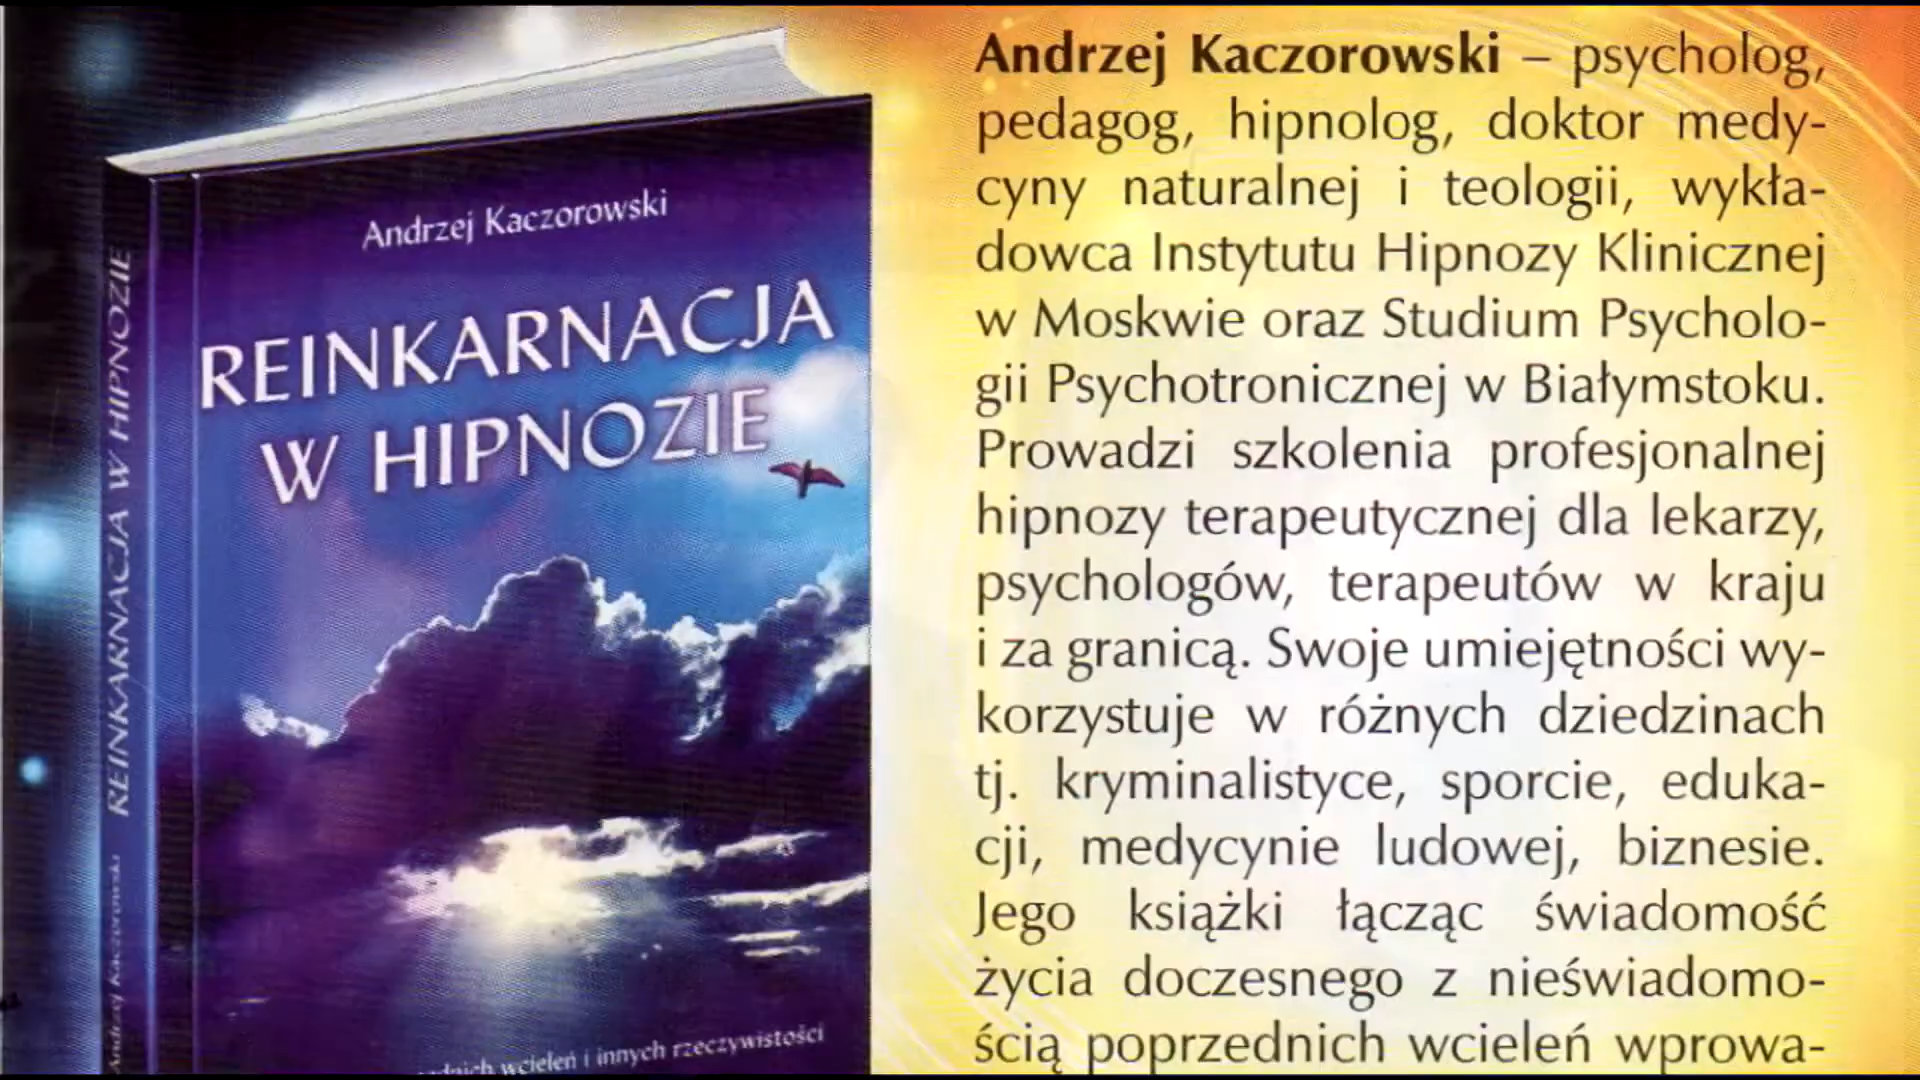 Andrzej Kaczorowski
REINKARNACJA
W HIPNOZIE
wcieleń i innych rzeczywistości
REINKARNACJA W HIPNOZIE
Andrzej Kaczorowski
Andrzej Kaczorowski – psycholog,
pedagog, hipnolog, doktor medy-
cyny naturalnej i teologii, wykła-
dowca Instytutu Hipnozy Klinicznej
w Moskwie oraz Studium Psycholo-
gii Psychotronicznej w Białymstoku.
Prowadzi szkolenia profesjonalnej
hipnozy terapeutycznej dla lekarzy,
psychologów, terapeutów w kraju
i za granicą. Swoje umiejętności wy-
korzystuje w różnych dziedzinach
tj. kryminalistyce, sporcie, eduka-
cji, medycynie ludowej, biznesie.
Jego książki łącząc świadomość
życia doczesnego z nieświadomo-
ścią poprzednich wcieleń wprowa-